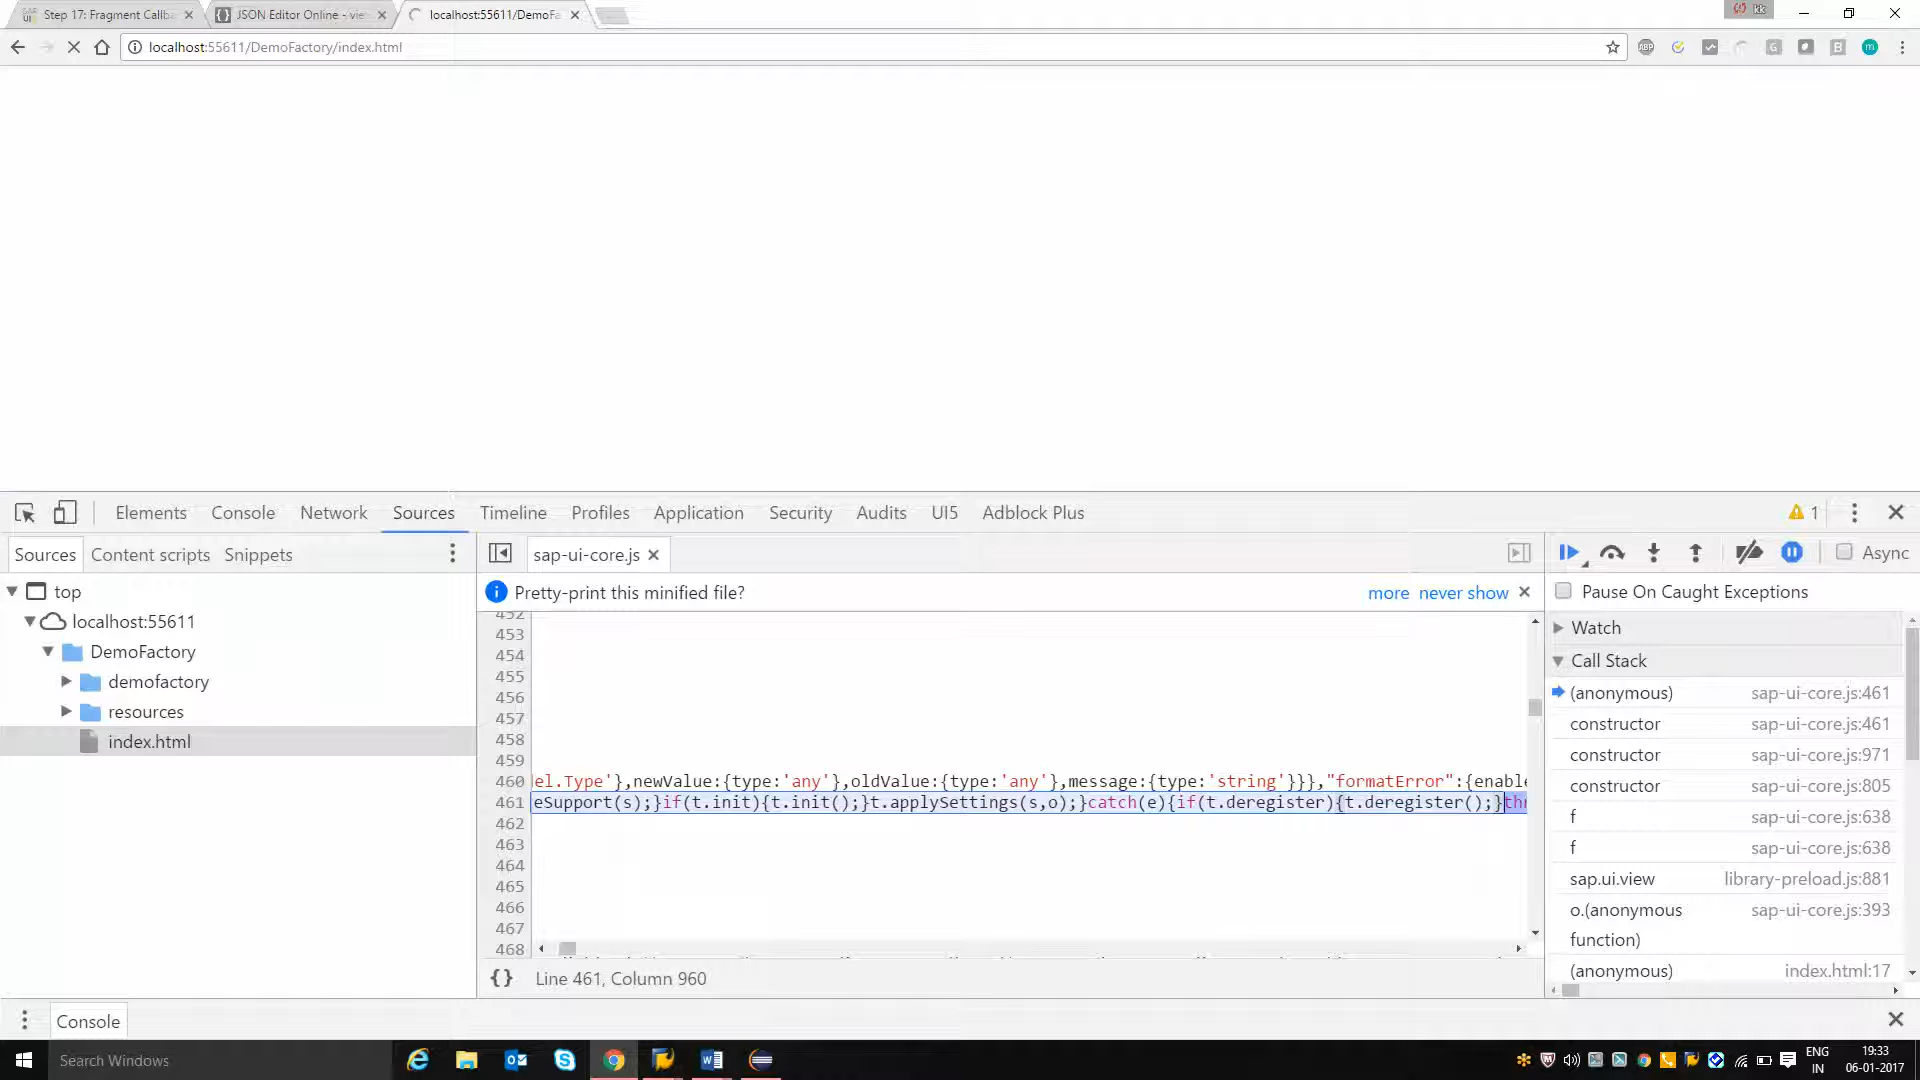 Step 17: Fragment Callba
JSON Editor Online - vie
localhost:55611/DemoFa
kk
localhost:55611/DemoFactory/index.html
ABP
G
B
m
Elements
Console
Network
Sources
Timeline
Profiles
Application
Security
Audits
UI5
Adblock Plus
1
Sources
Content scripts
Snippets
sap-ui-core.js
Async
Pretty-print this minified file?
more
never show
Pause On Caught Exceptions
top
localhost:55611
DemoFactory
demofactory
resources
index.html
452
453
454
455
456
457
458
459
460 del.Type'},newValue:{type:'any'},oldValue:{type:'any'},message:{type:'string'}}},"formatError":{enable
461 eSupport(s);}if(t.init){t.init();}t.applySettings(s,o);}catch(e){if(t.deregister){t.deregister();}thr
462
463
464
465
466
467
468
{} Line 461, Column 960
Watch
Call Stack
(anonymous) sap-ui-core.js:461
constructor sap-ui-core.js:461
constructor sap-ui-core.js:971
constructor sap-ui-core.js:805
f sap-ui-core.js:638
f sap-ui-core.js:638
sap.ui.view library-preload.js:881
o.(anonymous sap-ui-core.js:393
function)
(anonymous) index.html:17
Console
Search Windows
ENG
IN
19:33
06-01-2017